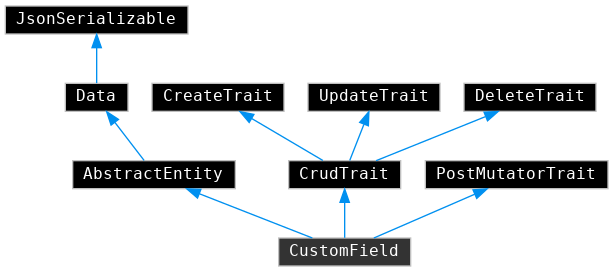 JsonSerializable
Data
CreateTrait
UpdateTrait
DeleteTrait
AbstractEntity
CrudTrait
PostMutatorTrait
CustomField